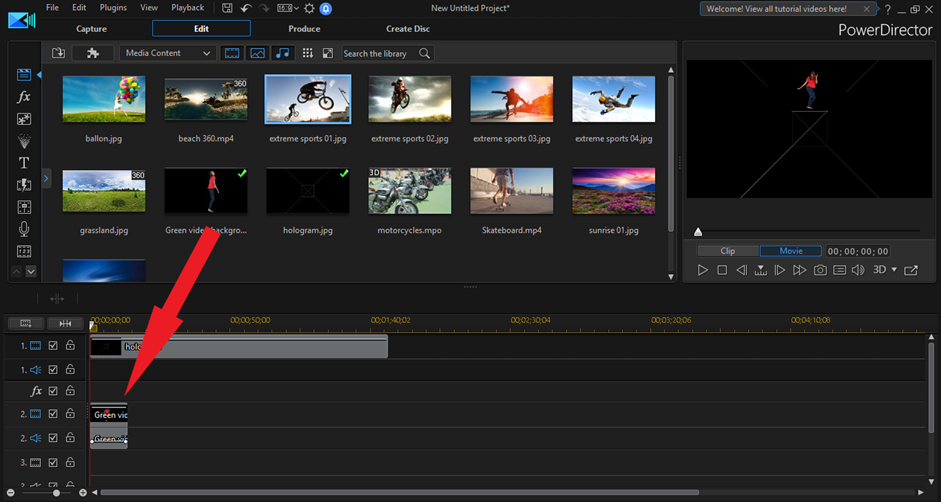 File Edit Plugins View Playback
16:9
New Untitled Project*
Welcome! View all tutorial videos here!
?
Capture Edit Produce Create Disc
PowerDirector
Media Content Search the library
360
ballon.jpg beach 360.mp4 extreme sports 01.jpg extreme sports 02.jpg extreme sports 03.jpg extreme sports 04.jpg
fx
T
360 3D
grassland.jpg Green video backgro... hologram.jpg motorcycles.mpo Skateboard.mp4 sunrise 01.jpg
Clip Movie 00; 00; 00; 00
3D
00;00;00;00 00;00;50;00 00;01;40;02 00;02;30;04 00;03;20;06 00;04;10;08
1. holo
1.
fx
2. Green vid
2. Green vid
3.
3.